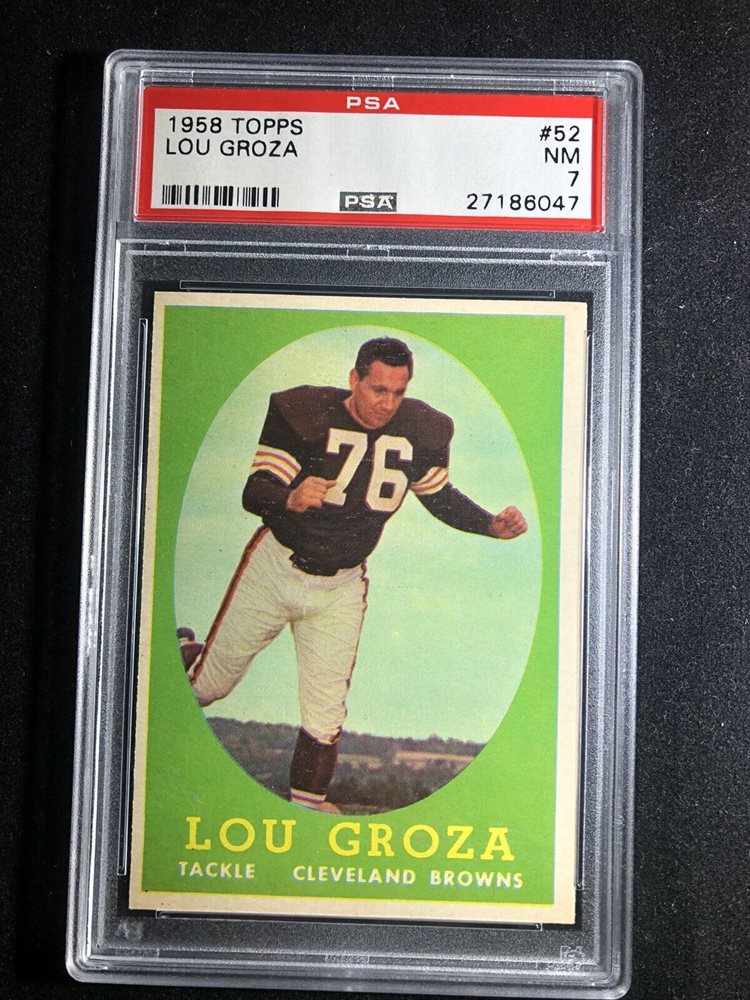 PSA
1958 TOPPS #52
LOU GROZA NM
7
PSA 27186047
76
LOU GROZA
TACKLE CLEVELAND BROWNS